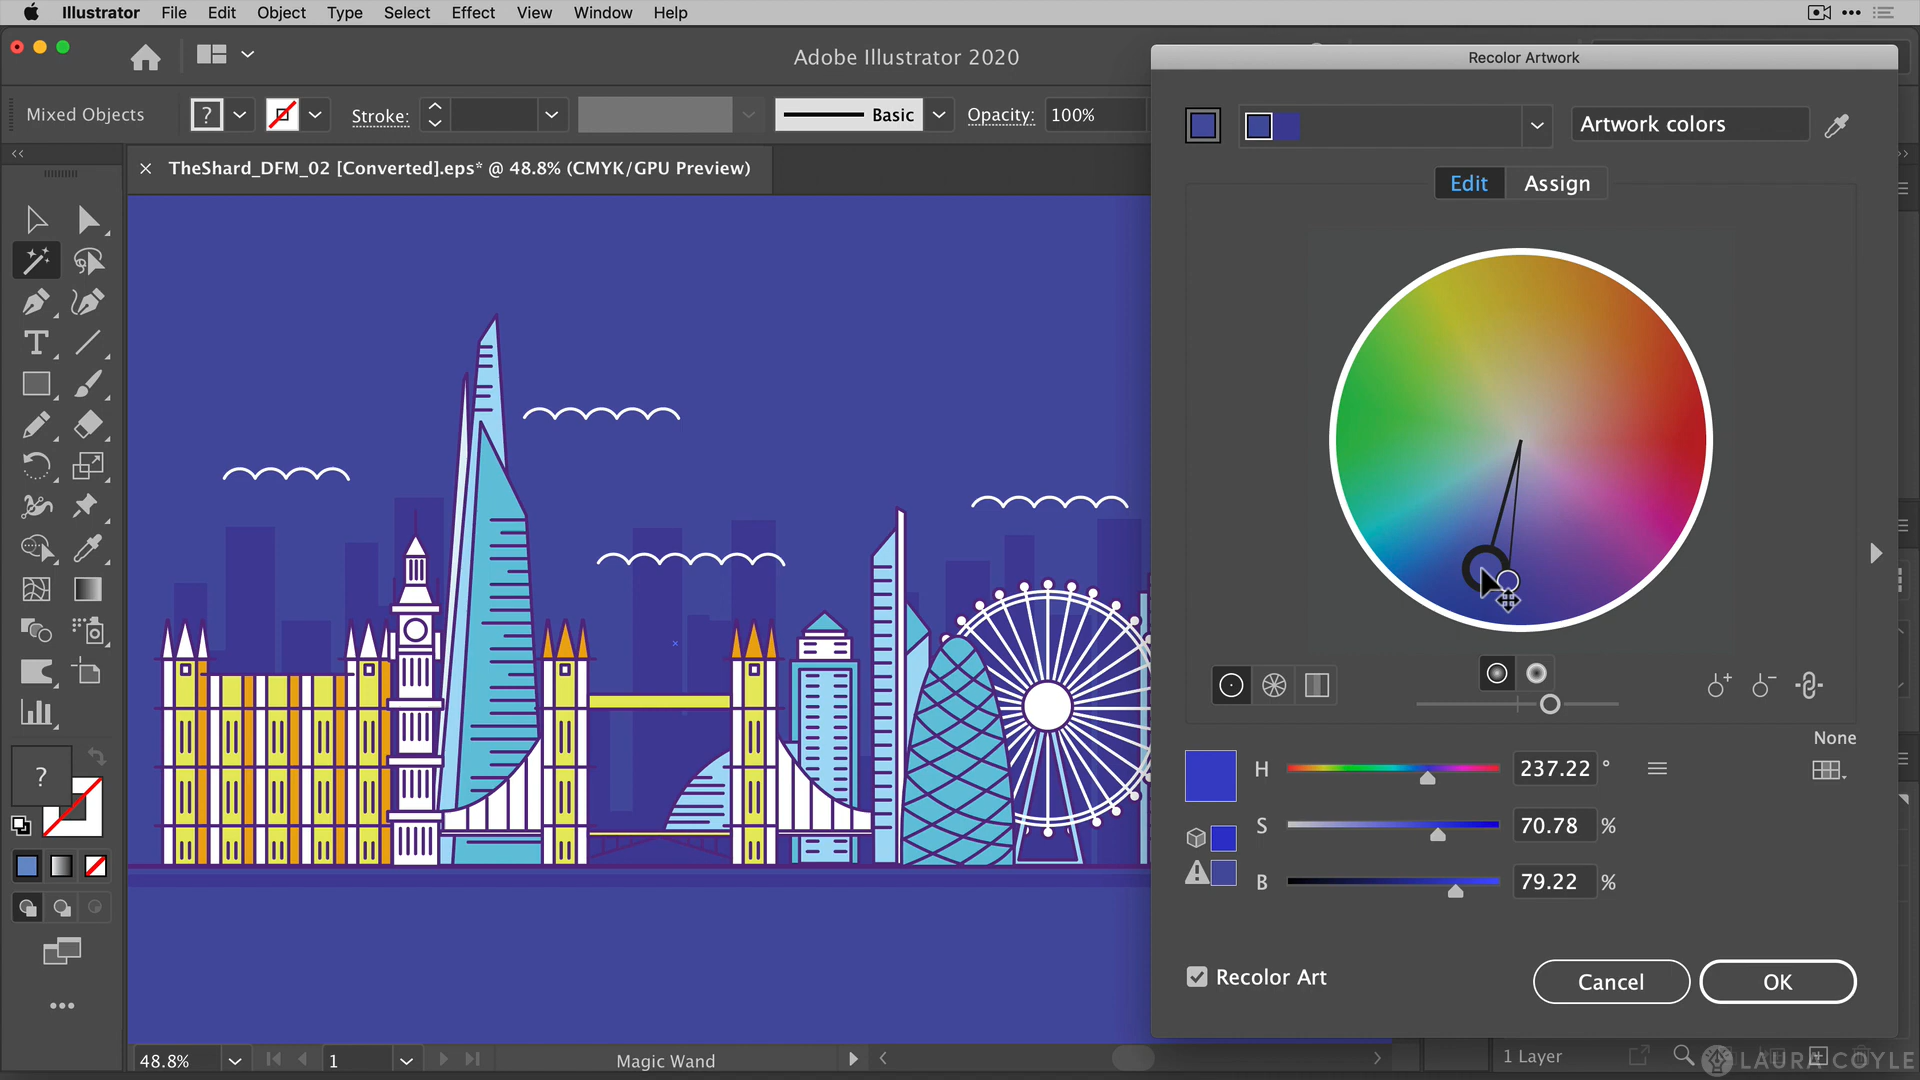 Illustrator File Edit Object Type Select Effect View Window Help
Adobe Illustrator 2020
Recolor Artwork
Mixed Objects ? Stroke: Basic Opacity: 100%
Artwork colors
× TheShard_DFM_02 [Converted].eps* @ 48.8% (CMYK/GPU Preview)
Edit Assign
None
?
H 237.22 °
S 70.78 %
B 79.22 %
Recolor Art
Cancel OK
48.8% 1 Magic Wand
1 Layer
LAURA COYLE